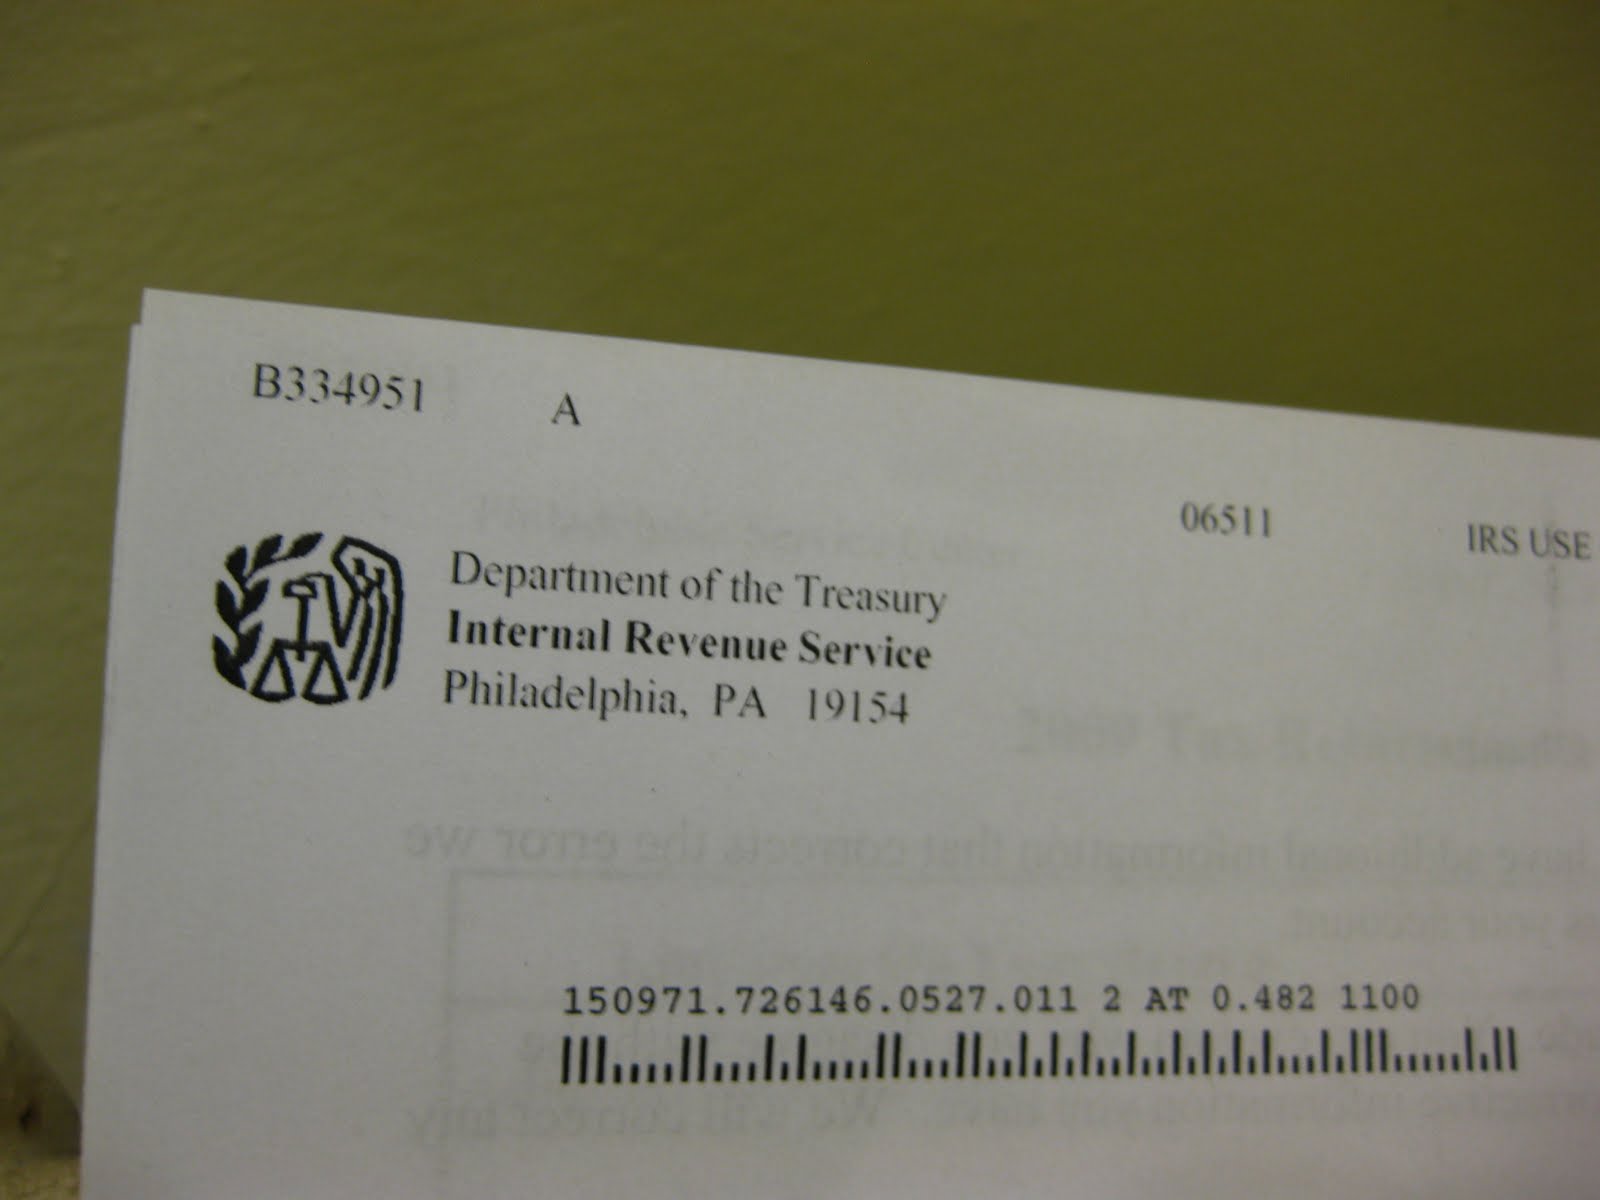 B334951 A
06511 IRS USE
Department of the Treasury
Internal Revenue Service
Philadelphia, PA 19154
150971.726146.0527.011 2 AT 0.482 1100